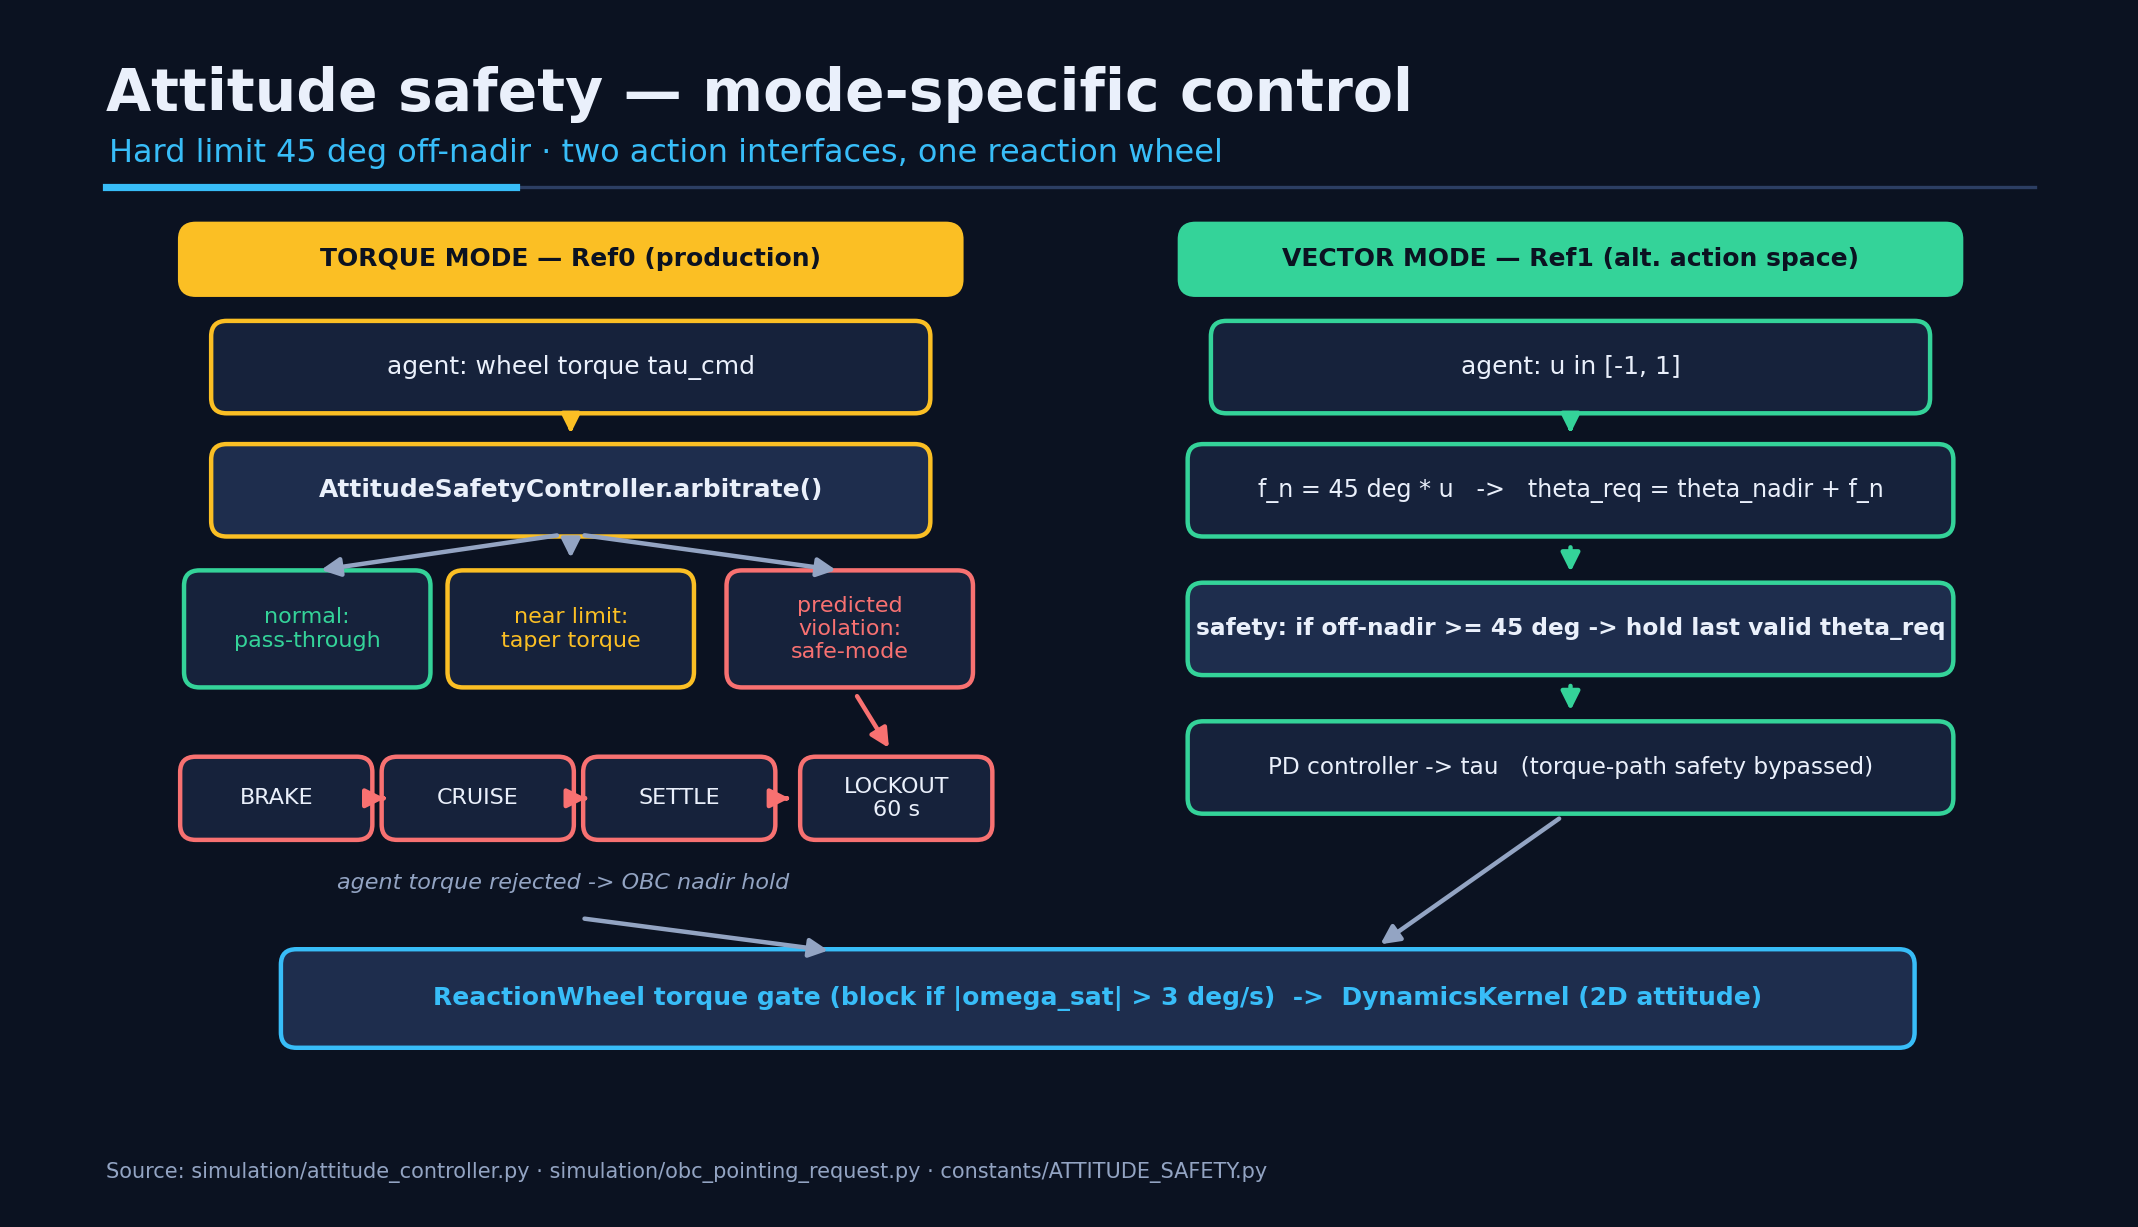 Attitude safety — mode-specific control
Hard limit 45 deg off-nadir · two action interfaces, one reaction wheel
TORQUE MODE — Ref0 (production)
agent: wheel torque tau_cmd
AttitudeSafetyController.arbitrate()
normal:
pass-through
near limit:
taper torque
predicted
violation:
safe-mode
BRAKE
CRUISE
SETTLE
LOCKOUT
60 s
agent torque rejected -> OBC nadir hold
VECTOR MODE — Ref1 (alt. action space)
agent: u in [-1, 1]
f_n = 45 deg * u   ->   theta_req = theta_nadir + f_n
safety: if off-nadir >= 45 deg -> hold last valid theta_req
PD controller -> tau   (torque-path safety bypassed)
ReactionWheel torque gate (block if |omega_sat| > 3 deg/s)  ->  DynamicsKernel (2D attitude)
Source: simulation/attitude_controller.py · simulation/obc_pointing_request.py · constants/ATTITUDE_SAFETY.py